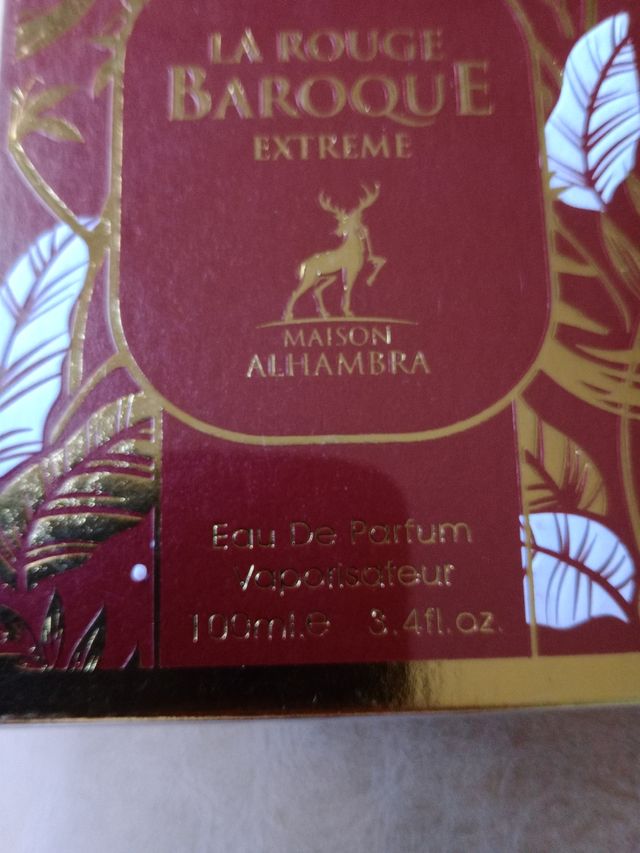 LA ROUGE
BAROQUE
EXTREME
MAISON
ALHAMBRA
Eau De Parfum
Vaporisateur
100ml.e 3.4fl.oz.